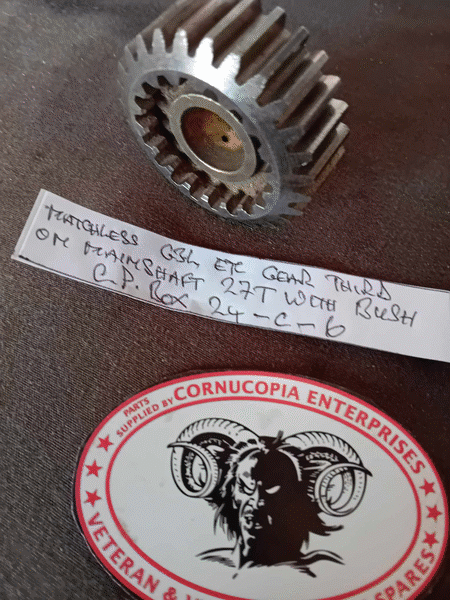 MATCHLESS G3L ETC GEAR THIRD
ON MAINSHAFT 27T WITH BUSH
C.P. BOX 24-C-6
PARTS
SUPPLIED BY CORNUCOPIA ENTERPRISES
VETERAN & V SPARES